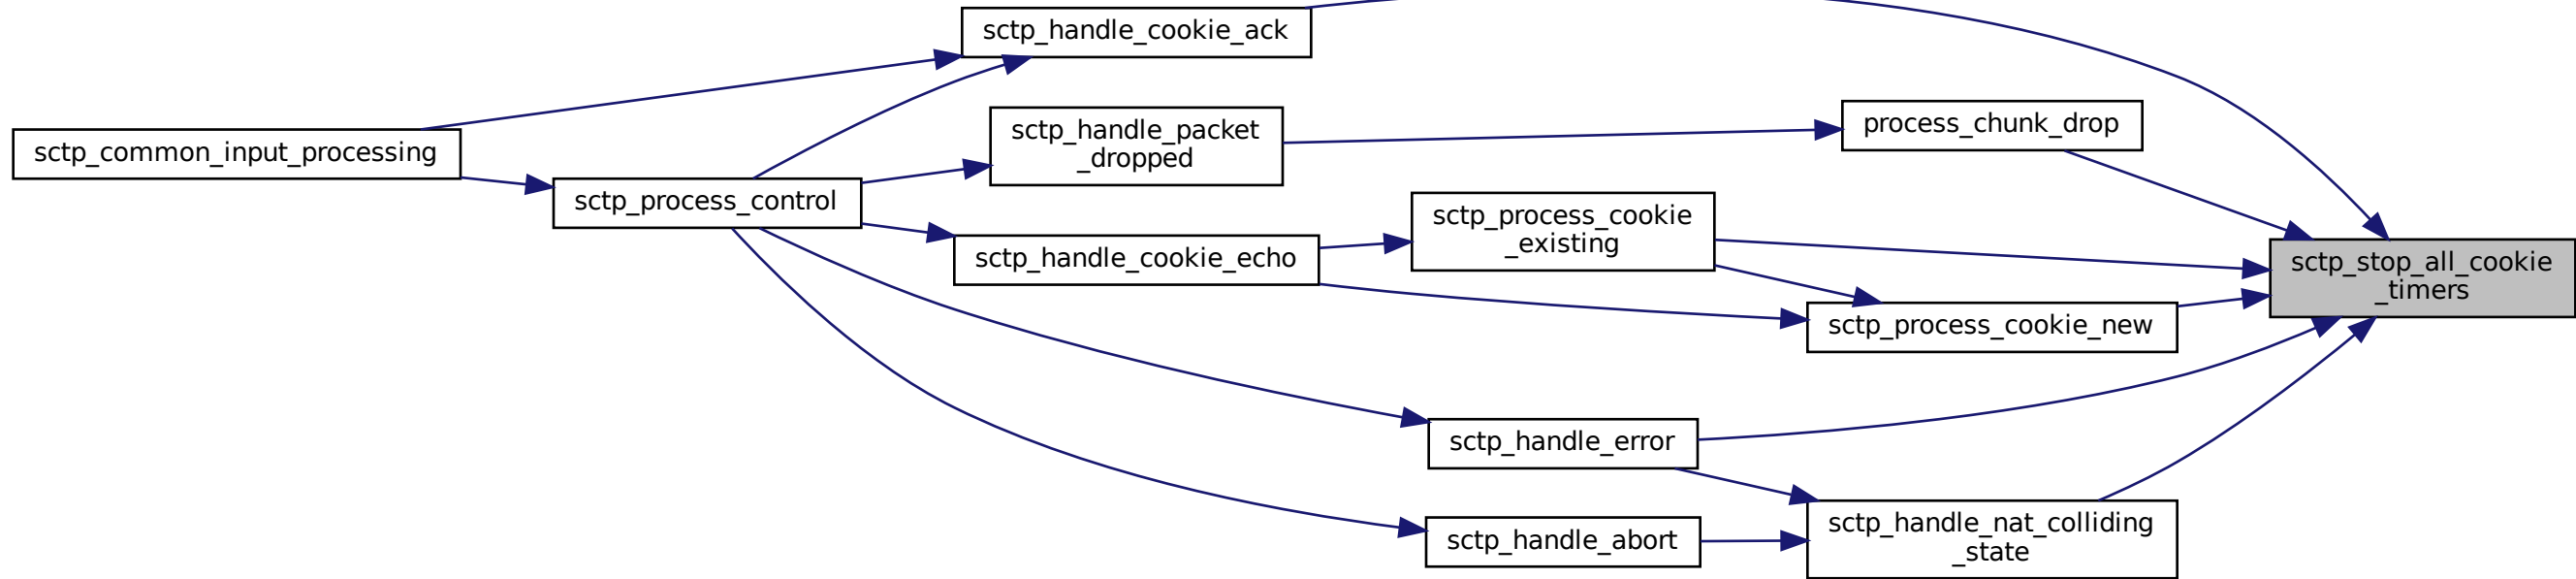 sctp_handle_cookie_ack
sctp_common_input_processing
sctp_process_control
sctp_handle_packet
_dropped
process_chunk_drop
sctp_handle_cookie_echo
sctp_process_cookie
_existing
sctp_process_cookie_new
sctp_stop_all_cookie
_timers
sctp_handle_error
sctp_handle_abort
sctp_handle_nat_colliding
_state